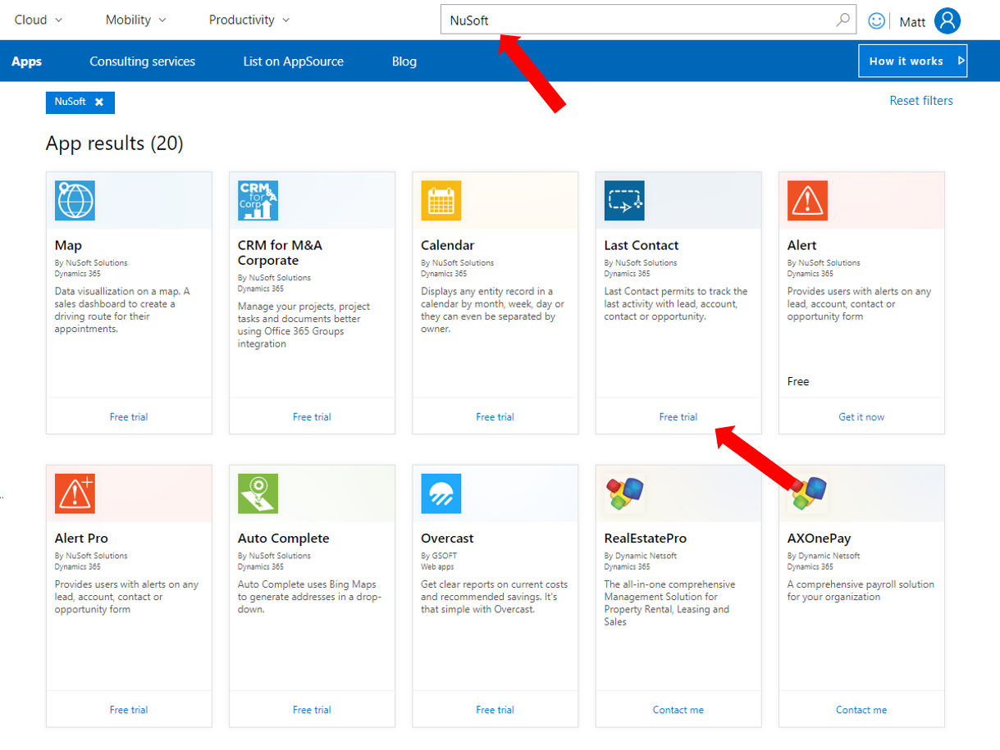 Cloud Mobility Productivity NuSoft Matt
Apps Consulting services List on AppSource Blog How it works
NuSoft Reset filters
App results (20)
CRM
for
M&A
Corp
Map
By NuSoft Solutions
Dynamics 365
Data visuallization on a map. A
sales dashboard to create a
driving route for their
appointments.
Free trial
CRM for M&A
Corporate
By NuSoft Solutions
Dynamics 365
Manage your projects, project
tasks and documents better
using Office 365 Groups
integration
Free trial
Calendar
By NuSoft Solutions
Dynamics 365
Displays any entity record in a
calendar by month, week, day or
they can even be separated by
owner.
Free trial
Last Contact
By NuSoft Solutions
Dynamics 365
Last Contact permits to track the
last activity with lead, account,
contact or opportunity.
Free trial
Alert
By NuSoft Solutions
Dynamics 365
Provides users with alerts on any
lead, account, contact or
opportunity form
Free
Get it now
Alert Pro
By NuSoft Solutions
Dynamics 365
Provides users with alerts on any
lead, account, contact or
opportunity form
Free trial
Auto Complete
By NuSoft Solutions
Dynamics 365
Auto Complete uses Bing Maps
to generate addresses in a drop-
down.
Free trial
Overcast
By GSOFT
Web apps
Get clear reports on current costs
and recommended savings. It's
that simple with Overcast.
Free trial
RealEstatePro
By Dynamic Netsoft
Dynamics 365
The all-in-one comprehensive
Management Solution for
Property Rental, Leasing and
Sales
Contact me
AXOnePay
By Dynamic Netsoft
Dynamics 365
A comprehensive payroll solution
for your organization
Contact me